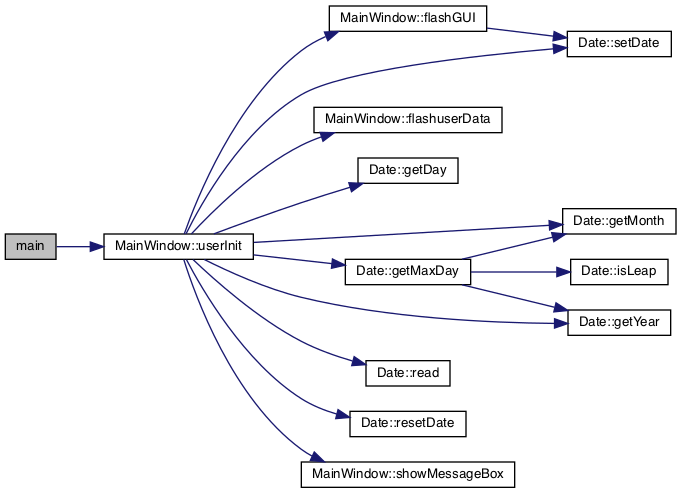 MainWindow::flashGUI
Date::setDate
MainWindow::flashuserData
Date::getDay
Date::getMonth
main
MainWindow::userInit
Date::getMaxDay
Date::isLeap
Date::getYear
Date::read
Date::resetDate
MainWindow::showMessageBox